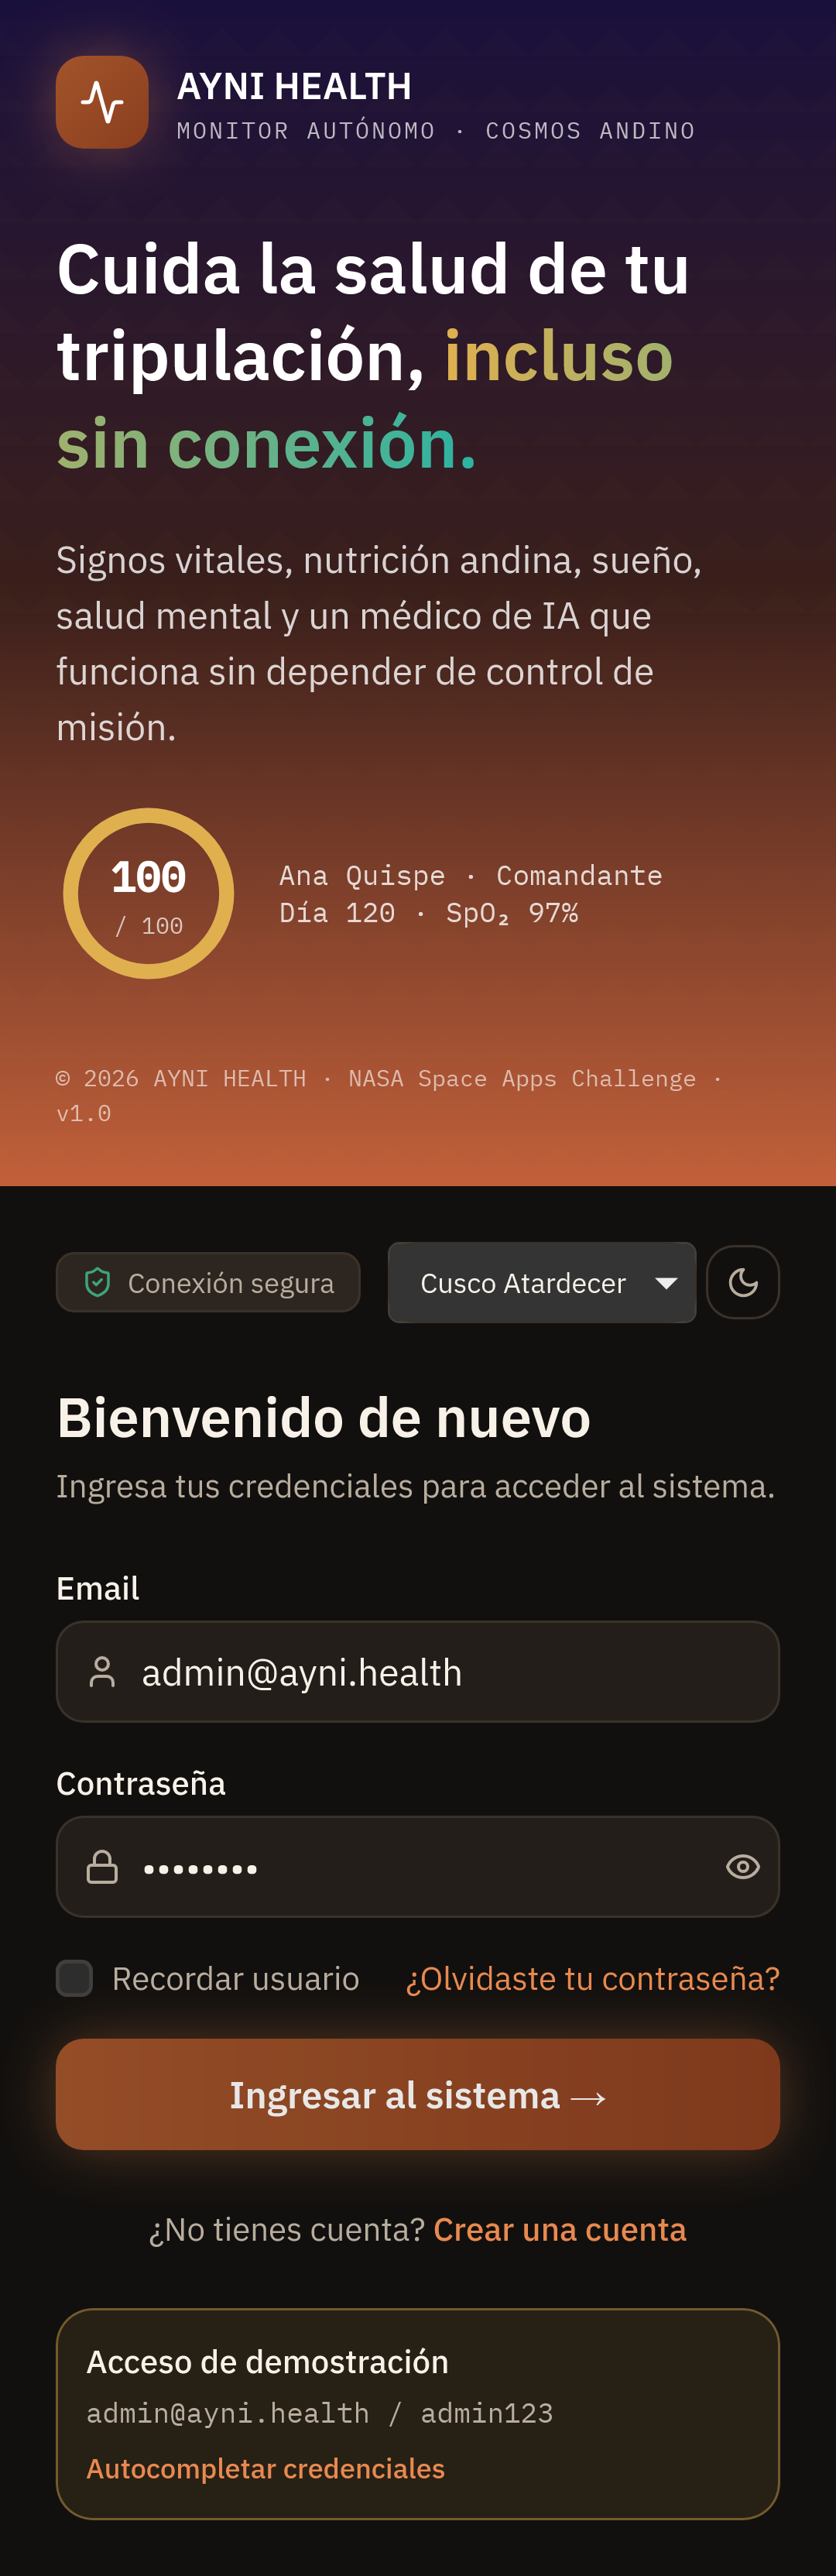 AYNI HEALTH
MONITOR AUTÓNOMO · COSMOS ANDINO
Cuida la salud de tu
tripulación, incluso
sin conexión.
Signos vitales, nutrición andina, sueño,
salud mental y un médico de IA que
funciona sin depender de control de
misión.
100
/ 100
Ana Quispe · Comandante
Día 120 · SpO₂ 97%
© 2026 AYNI HEALTH · NASA Space Apps Challenge ·
v1.0
Conexión segura
Cusco Atardecer
Bienvenido de nuevo
Ingresa tus credenciales para acceder al sistema.
Email
admin@ayni.health
Contraseña
••••••••
Recordar usuario
¿Olvidaste tu contraseña?
Ingresar al sistema →
¿No tienes cuenta? Crear una cuenta
Acceso de demostración
admin@ayni.health / admin123
Autocompletar credenciales